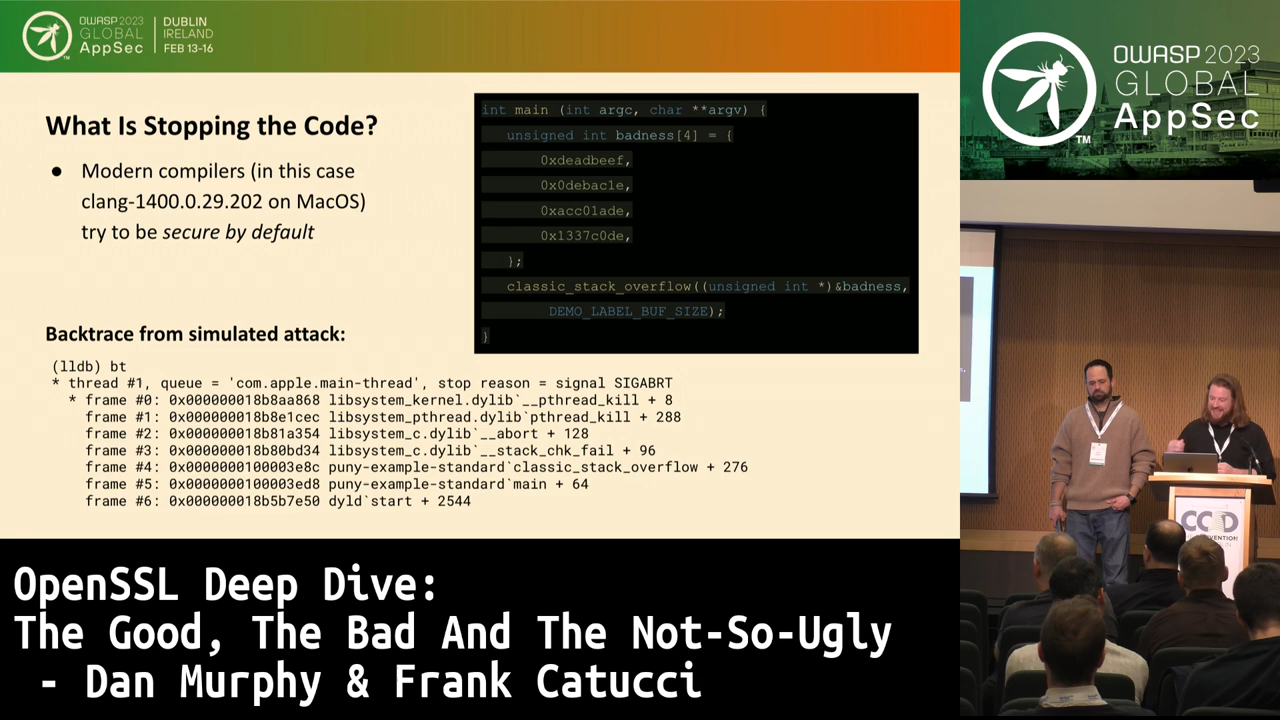 OWASP 2023
GLOBAL
AppSec
TM
DUBLIN
IRELAND
FEB 13-16
What Is Stopping the Code?
● Modern compilers (in this case
clang-1400.0.29.202 on MacOS)
try to be secure by default
int main (int argc, char **argv) {
unsigned int badness[4] = {
0xdeadbeef,
0x0debac1e,
0xacc01ade,
0x1337c0de,
};
classic_stack_overflow((unsigned int *)&badness,
DEMO_LABEL_BUF_SIZE);
}
Backtrace from simulated attack:
(lldb) bt
* thread #1, queue = 'com.apple.main-thread', stop reason = signal SIGABRT
* frame #0: 0x000000018b8aa868 libsystem_kernel.dylib`__pthread_kill + 8
frame #1: 0x000000018b8e1cec libsystem_pthread.dylib`pthread_kill + 288
frame #2: 0x000000018b81a354 libsystem_c.dylib`__abort + 128
frame #3: 0x000000018b80bd34 libsystem_c.dylib`__stack_chk_fail + 96
frame #4: 0x0000000100003e8c puny-example-standard`classic_stack_overflow + 276
frame #5: 0x0000000100003ed8 puny-example-standard`main + 64
frame #6: 0x000000018b5b7e50 dyld`start + 2544
OWASP 2023
GLOBAL
AppSec
TM
OpenSSL Deep Dive:
The Good, The Bad And The Not-So-Ugly
- Dan Murphy & Frank Catucci